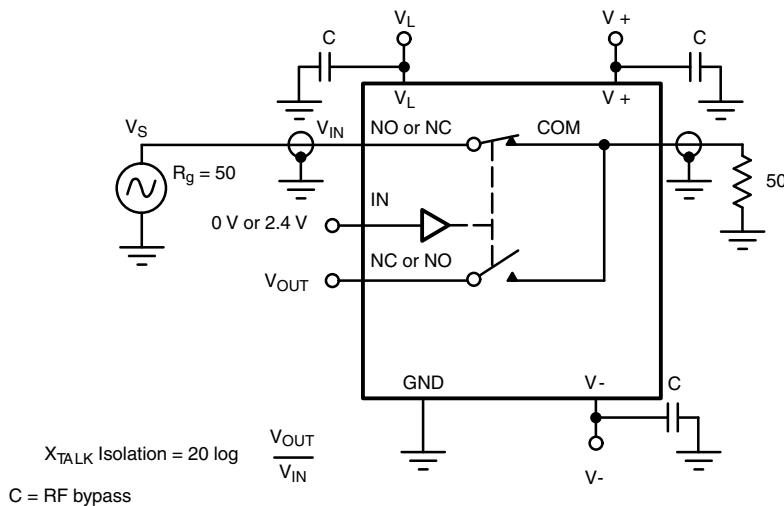 V_L V +
C C
V_L V +
V_S V_IN NO or NC COM
R_g = 50
50
IN
0 V or 2.4 V
NC or NO
V_OUT
GND V- C
X_TALK Isolation = 20 log V_OUT / V_IN
V-
C = RF bypass